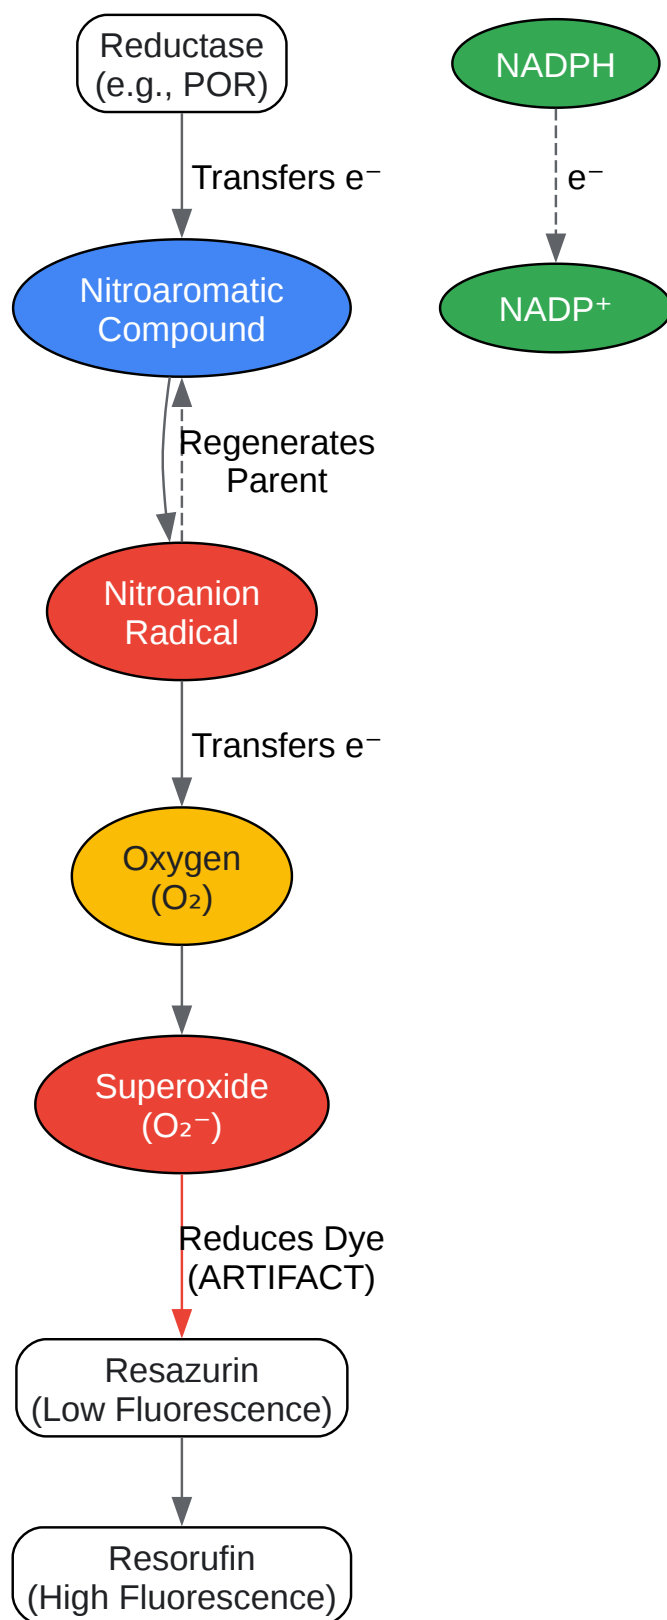 Reductase
(e.g., POR)
NADPH
Transfers e⁻
e⁻
Nitroaromatic
Compound
NADP⁺
Regenerates
Parent
Nitroanion
Radical
Transfers e⁻
Oxygen
(O₂)
Superoxide
(O₂⁻)
Reduces Dye
(ARTIFACT)
Resazurin
(Low Fluorescence)
Resorufin
(High Fluorescence)